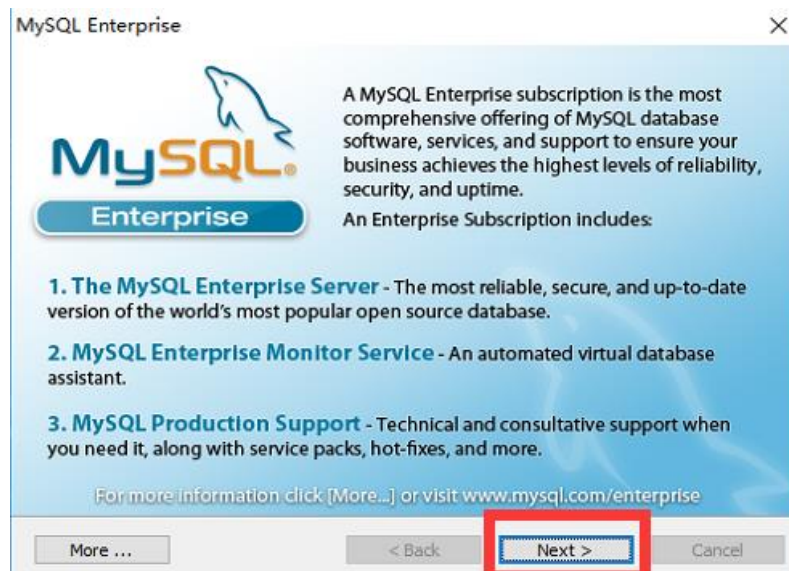 MySQL Enterprise
A MySQL Enterprise subscription is the most
comprehensive offering of MySQL database
software, services, and support to ensure your
business achieves the highest levels of reliability,
security, and uptime.
An Enterprise Subscription includes:
MySQL®
Enterprise
1. The MySQL Enterprise Server - The most reliable, secure, and up-to-date
version of the world's most popular open source database.
2. MySQL Enterprise Monitor Service - An automated virtual database
assistant.
3. MySQL Production Support - Technical and consultative support when
you need it, along with service packs, hot-fixes, and more.
For more information click [More...] or visit www.mysql.com/enterprise
More ...
< Back
Next >
Cancel